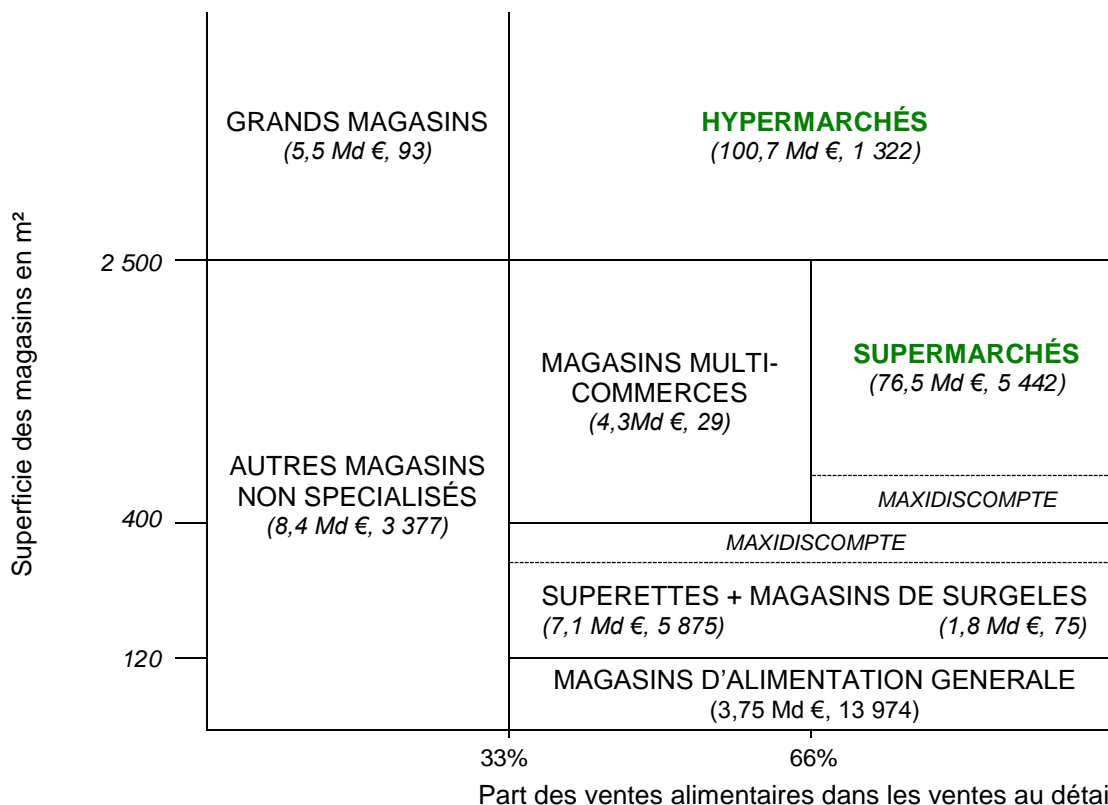 GRANDS MAGASINS
(5,5 Md €, 93)
HYPERMARCHÉS
(100,7 Md €, 1 322)
Superficie des magasins en m²
2 500
MAGASINS MULTI-
COMMERCES
(4,3Md €, 29)
SUPERMARCHÉS
(76,5 Md €, 5 442)
AUTRES MAGASINS
NON SPECIALISÉS
(8,4 Md €, 3 377)
MAXIDISCOMPTE
400
MAXIDISCOMPTE
SUPERETTES + MAGASINS DE SURGELES
(7,1 Md €, 5 875) (1,8 Md €, 75)
120
MAGASINS D’ALIMENTATION GENERALE
(3,75 Md €, 13 974)
33% 66%
Part des ventes alimentaires dans les ventes au détai